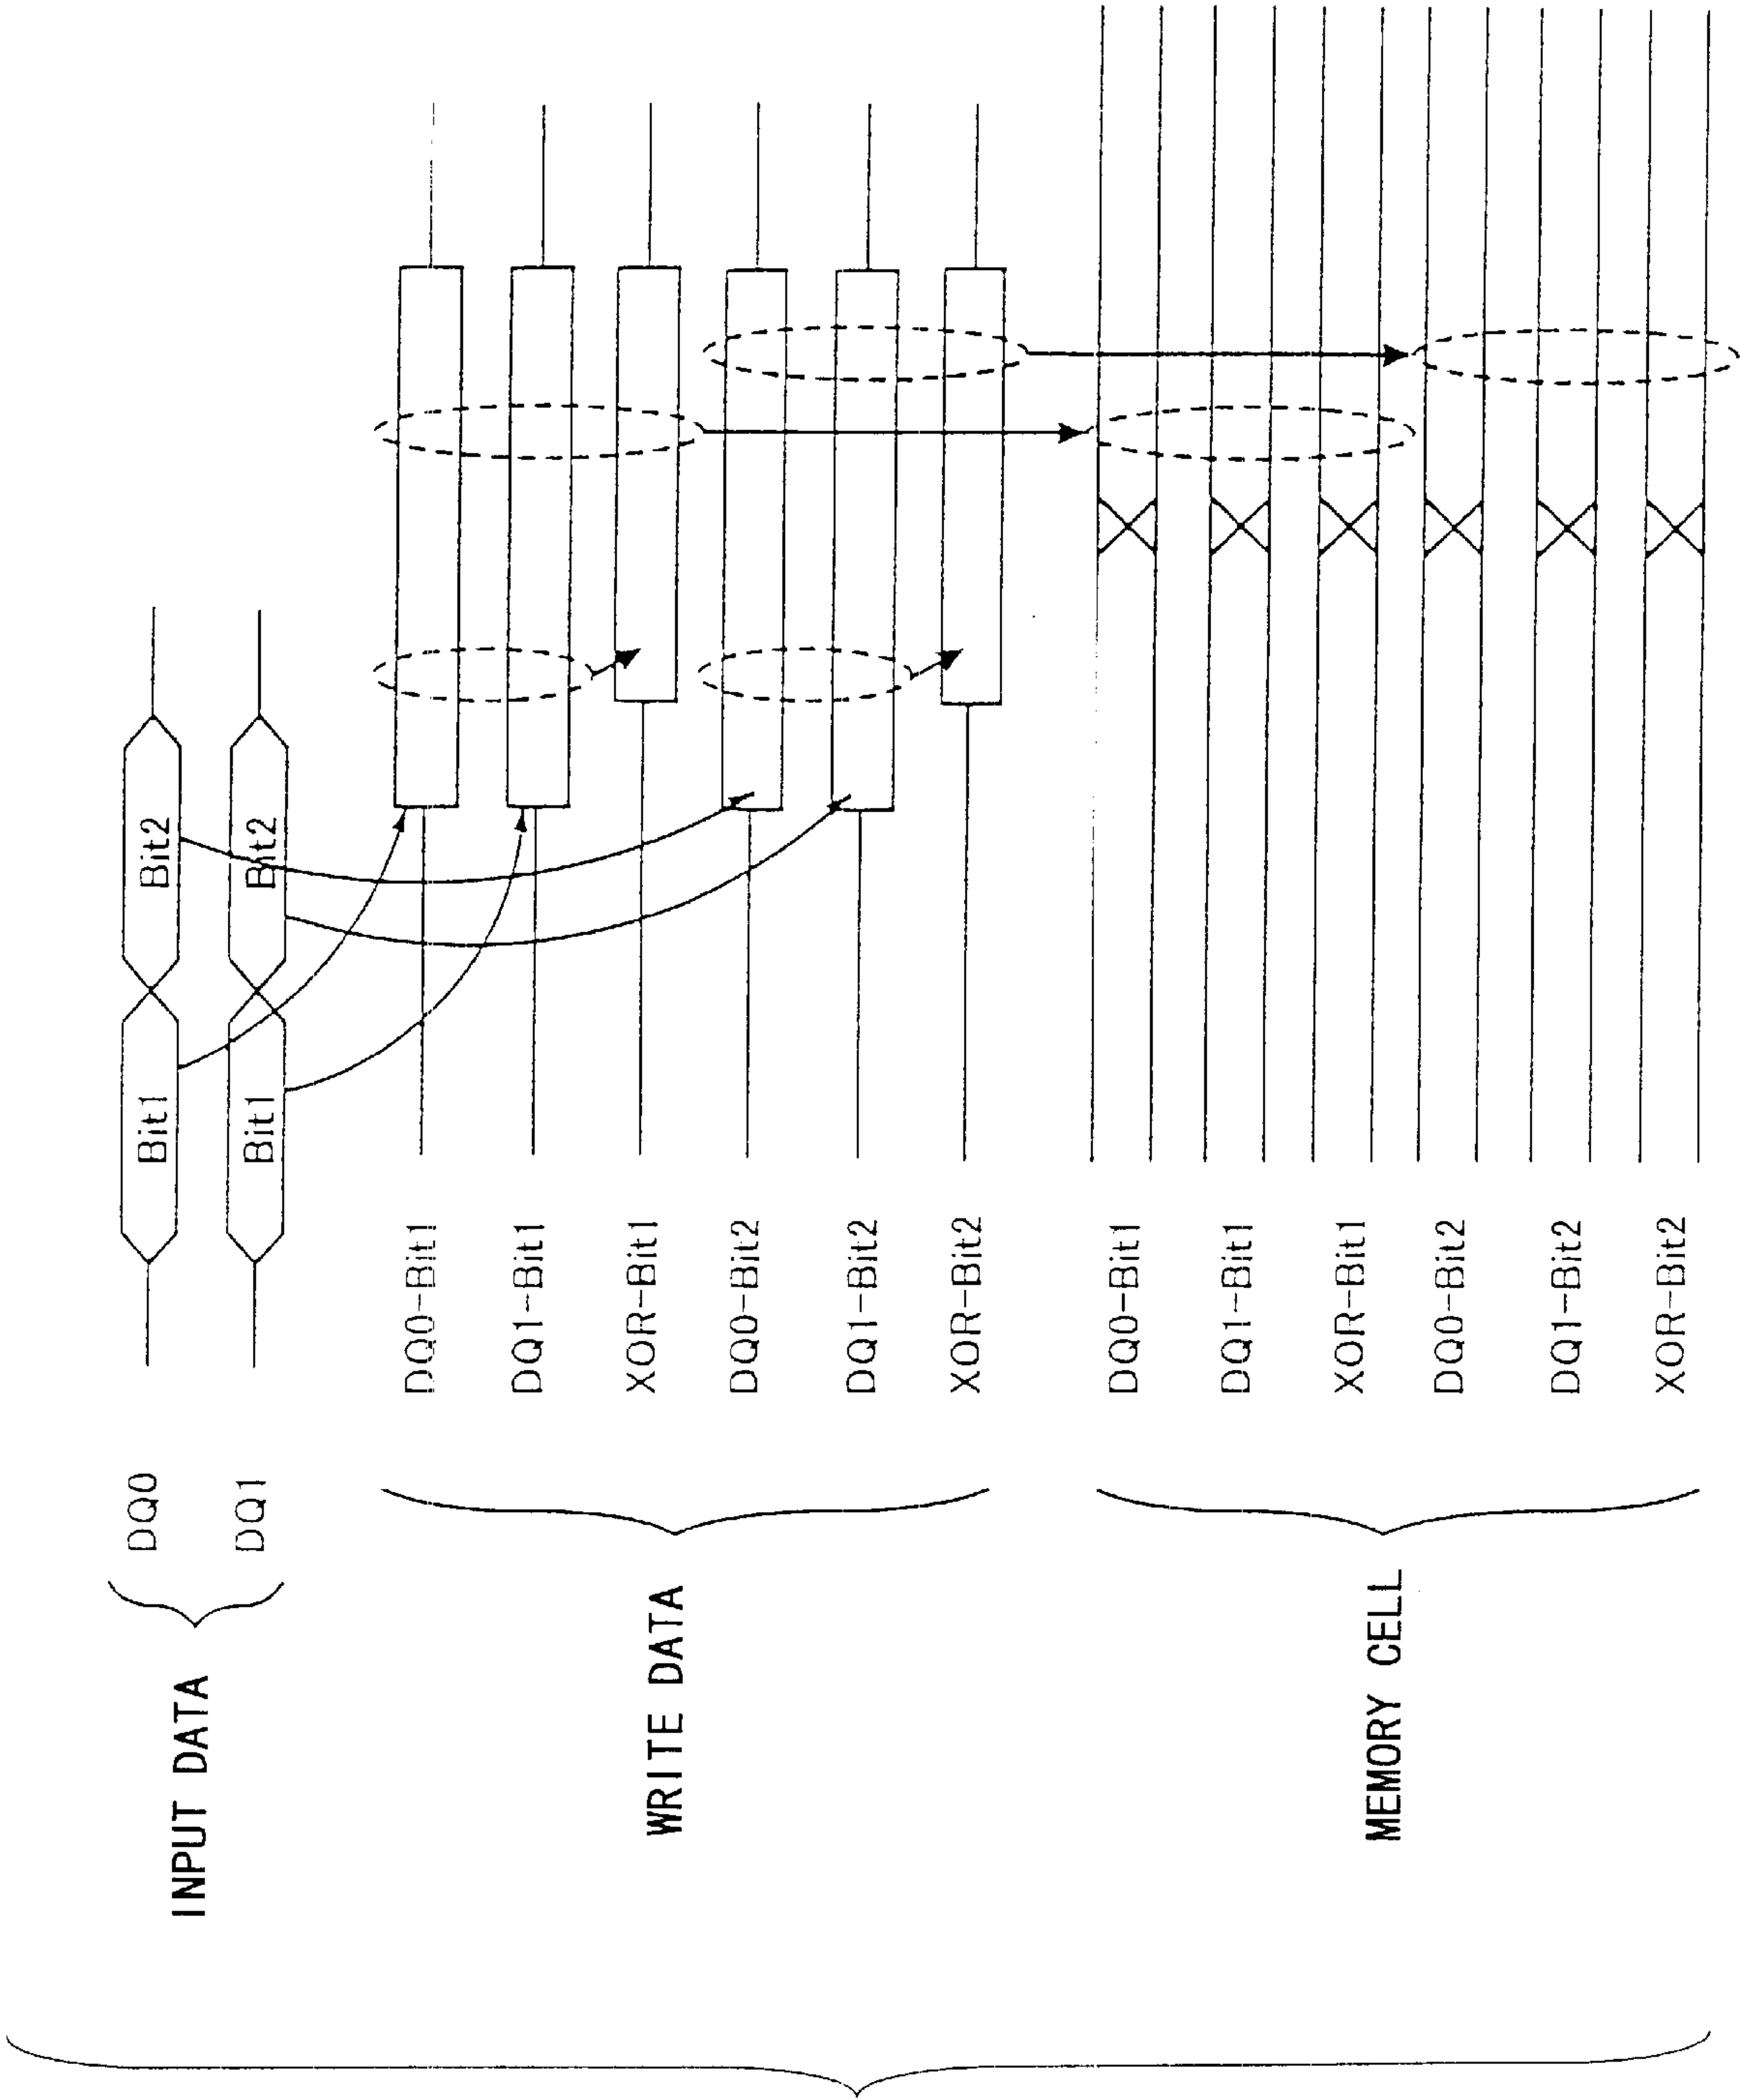 INPUT DATA
DQ0
Bit1
Bit2
DQ1
Bit1
Bit2
WRITE DATA
DQ0-Bit1
DQ1-Bit1
XOR-Bit1
DQ0-Bit2
DQ1-Bit2
XOR-Bit2
MEMORY CELL
DQ0-Bit1
DQ1-Bit1
XOR-Bit1
DQ0-Bit2
DQ1-Bit2
XOR-Bit2